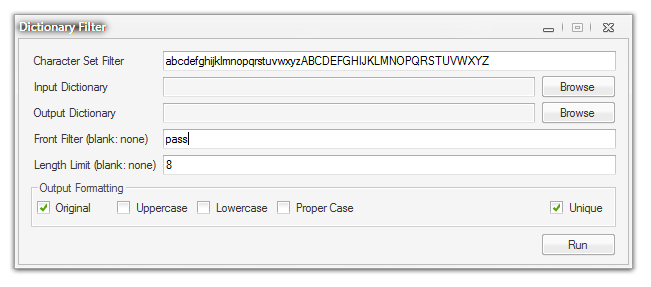 Dictionary Filter
Character Set Filter abcdefghijklmnopqrstuvwxyzABCDEFGHIJKLMNOPQRSTUVWXYZ
Input Dictionary Browse
Output Dictionary Browse
Front Filter (blank: none) pass
Length Limit (blank: none) 8
Output Formatting
Original Uppercase Lowercase Proper Case Unique
Run